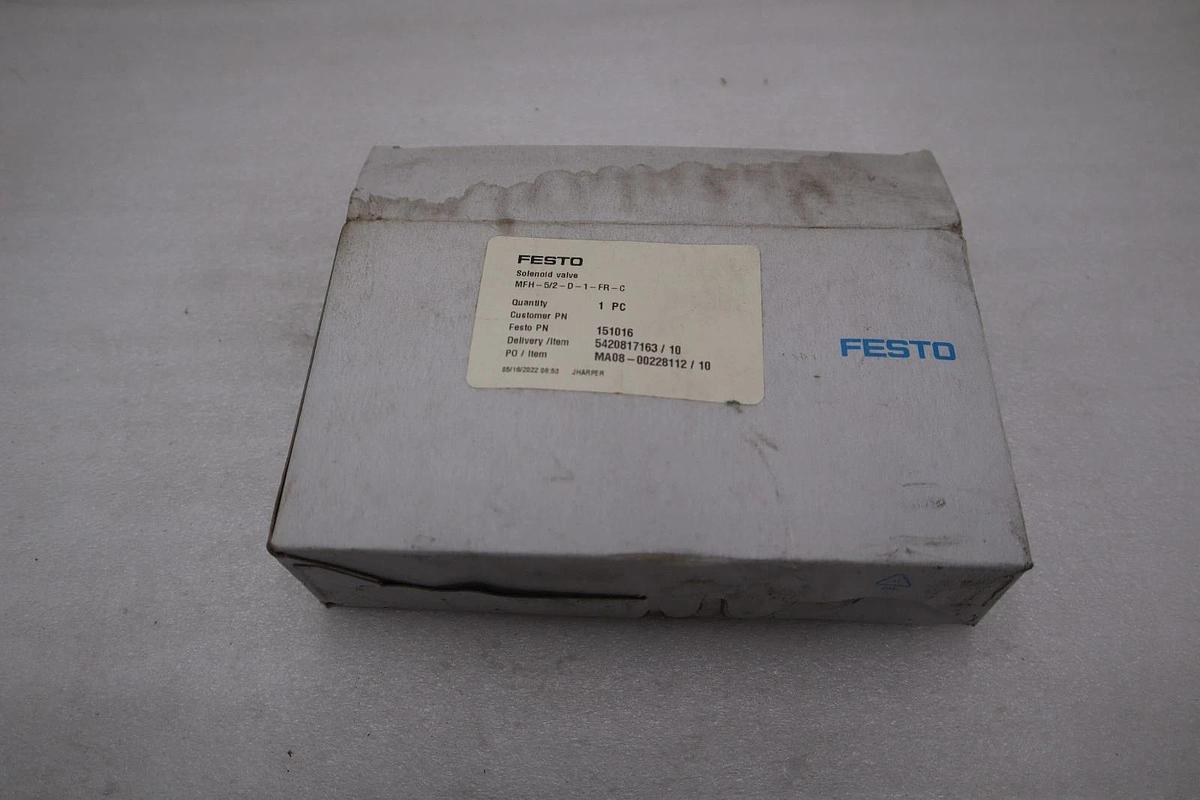 FESTO
Solenoid valve
MFH-5/2-D-1-FR-C
Quantity 1 PC
Customer PN
Festo PN 151016
Delivery /Item 5420817163 / 10
PO / Item MA08-00228112 / 10
JHARPER
FESTO